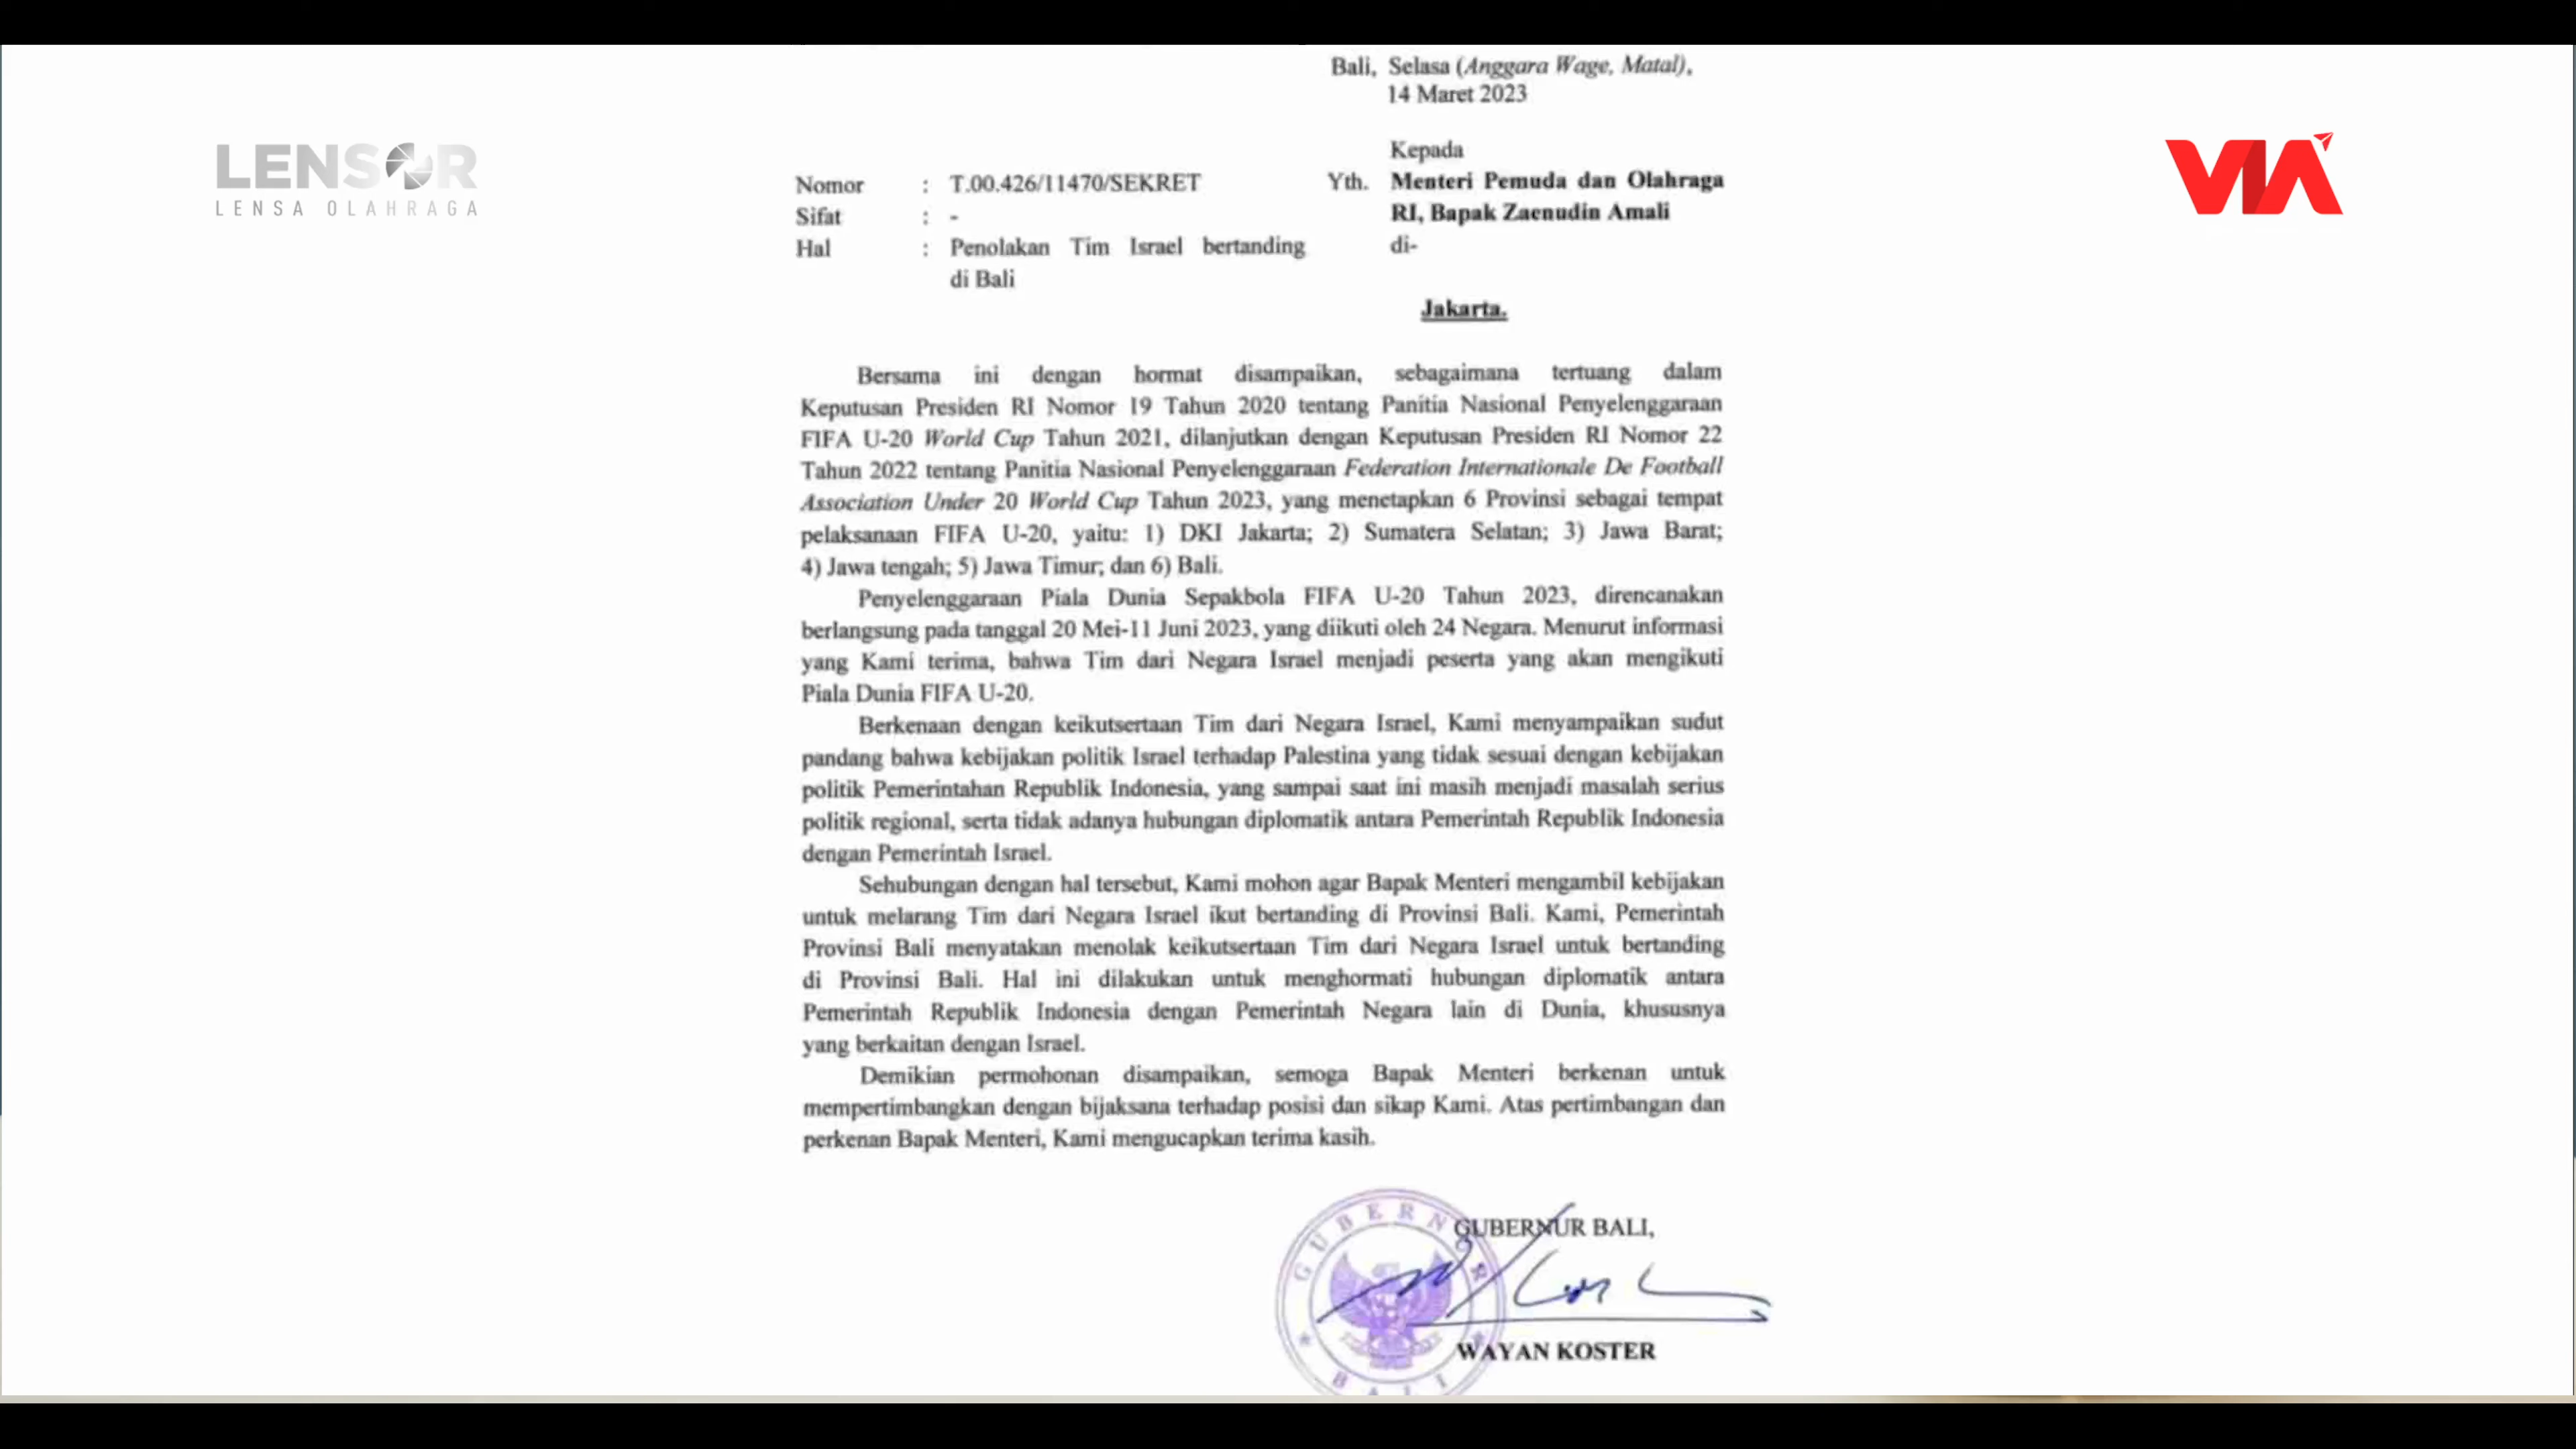 Bali, Selasa (Anggara Wage, Matal),
14 Maret 2023
LENSOR
LENSA OLAHRAGA
VIA
Kepada
Nomor : T.00.426/11470/SEKRET
Yth. Menteri Pemuda dan Olahraga
Sifat : -
RI, Bapak Zaenudin Amali
Hal : Penolakan Tim Israel bertanding
di-
di Bali
Jakarta.
Bersama ini dengan hormat disampaikan, sebagaimana tertuang dalam
Keputusan Presiden RI Nomor 19 Tahun 2020 tentang Panitia Nasional Penyelenggaraan
FIFA U-20 World Cup Tahun 2021, dilanjutkan dengan Keputusan Presiden RI Nomor 22
Tahun 2022 tentang Panitia Nasional Penyelenggaraan Federation Internationale De Football
Association Under 20 World Cup Tahun 2023, yang menetapkan 6 Provinsi sebagai tempat
pelaksanaan FIFA U-20, yaitu: 1) DKI Jakarta; 2) Sumatera Selatan; 3) Jawa Barat;
4) Jawa tengah; 5) Jawa Timur; dan 6) Bali.
Penyelenggaraan Piala Dunia Sepakbola FIFA U-20 Tahun 2023, direncanakan
berlangsung pada tanggal 20 Mei-11 Juni 2023, yang diikuti oleh 24 Negara. Menurut informasi
yang Kami terima, bahwa Tim dari Negara Israel menjadi peserta yang akan mengikuti
Piala Dunia FIFA U-20.
Berkenaan dengan keikutsertaan Tim dari Negara Israel, Kami menyampaikan sudut
pandang bahwa kebijakan politik Israel terhadap Palestina yang tidak sesuai dengan kebijakan
politik Pemerintahan Republik Indonesia, yang sampai saat ini masih menjadi masalah serius
politik regional, serta tidak adanya hubungan diplomatik antara Pemerintah Republik Indonesia
dengan Pemerintah Israel.
Sehubungan dengan hal tersebut, Kami mohon agar Bapak Menteri mengambil kebijakan
untuk melarang Tim dari Negara Israel ikut bertanding di Provinsi Bali. Kami, Pemerintah
Provinsi Bali menyatakan menolak keikutsertaan Tim dari Negara Israel untuk bertanding
di Provinsi Bali. Hal ini dilakukan untuk menghormati hubungan diplomatik antara
Pemerintah Republik Indonesia dengan Pemerintah Negara lain di Dunia, khususnya
yang berkaitan dengan Israel.
Demikian permohonan disampaikan, semoga Bapak Menteri berkenan untuk
mempertimbangkan dengan bijaksana terhadap posisi dan sikap Kami. Atas pertimbangan dan
perkenan Bapak Menteri, Kami mengucapkan terima kasih.
GUBERNUR BALI,
GUBERNUR
BALI
WAYAN KOSTER